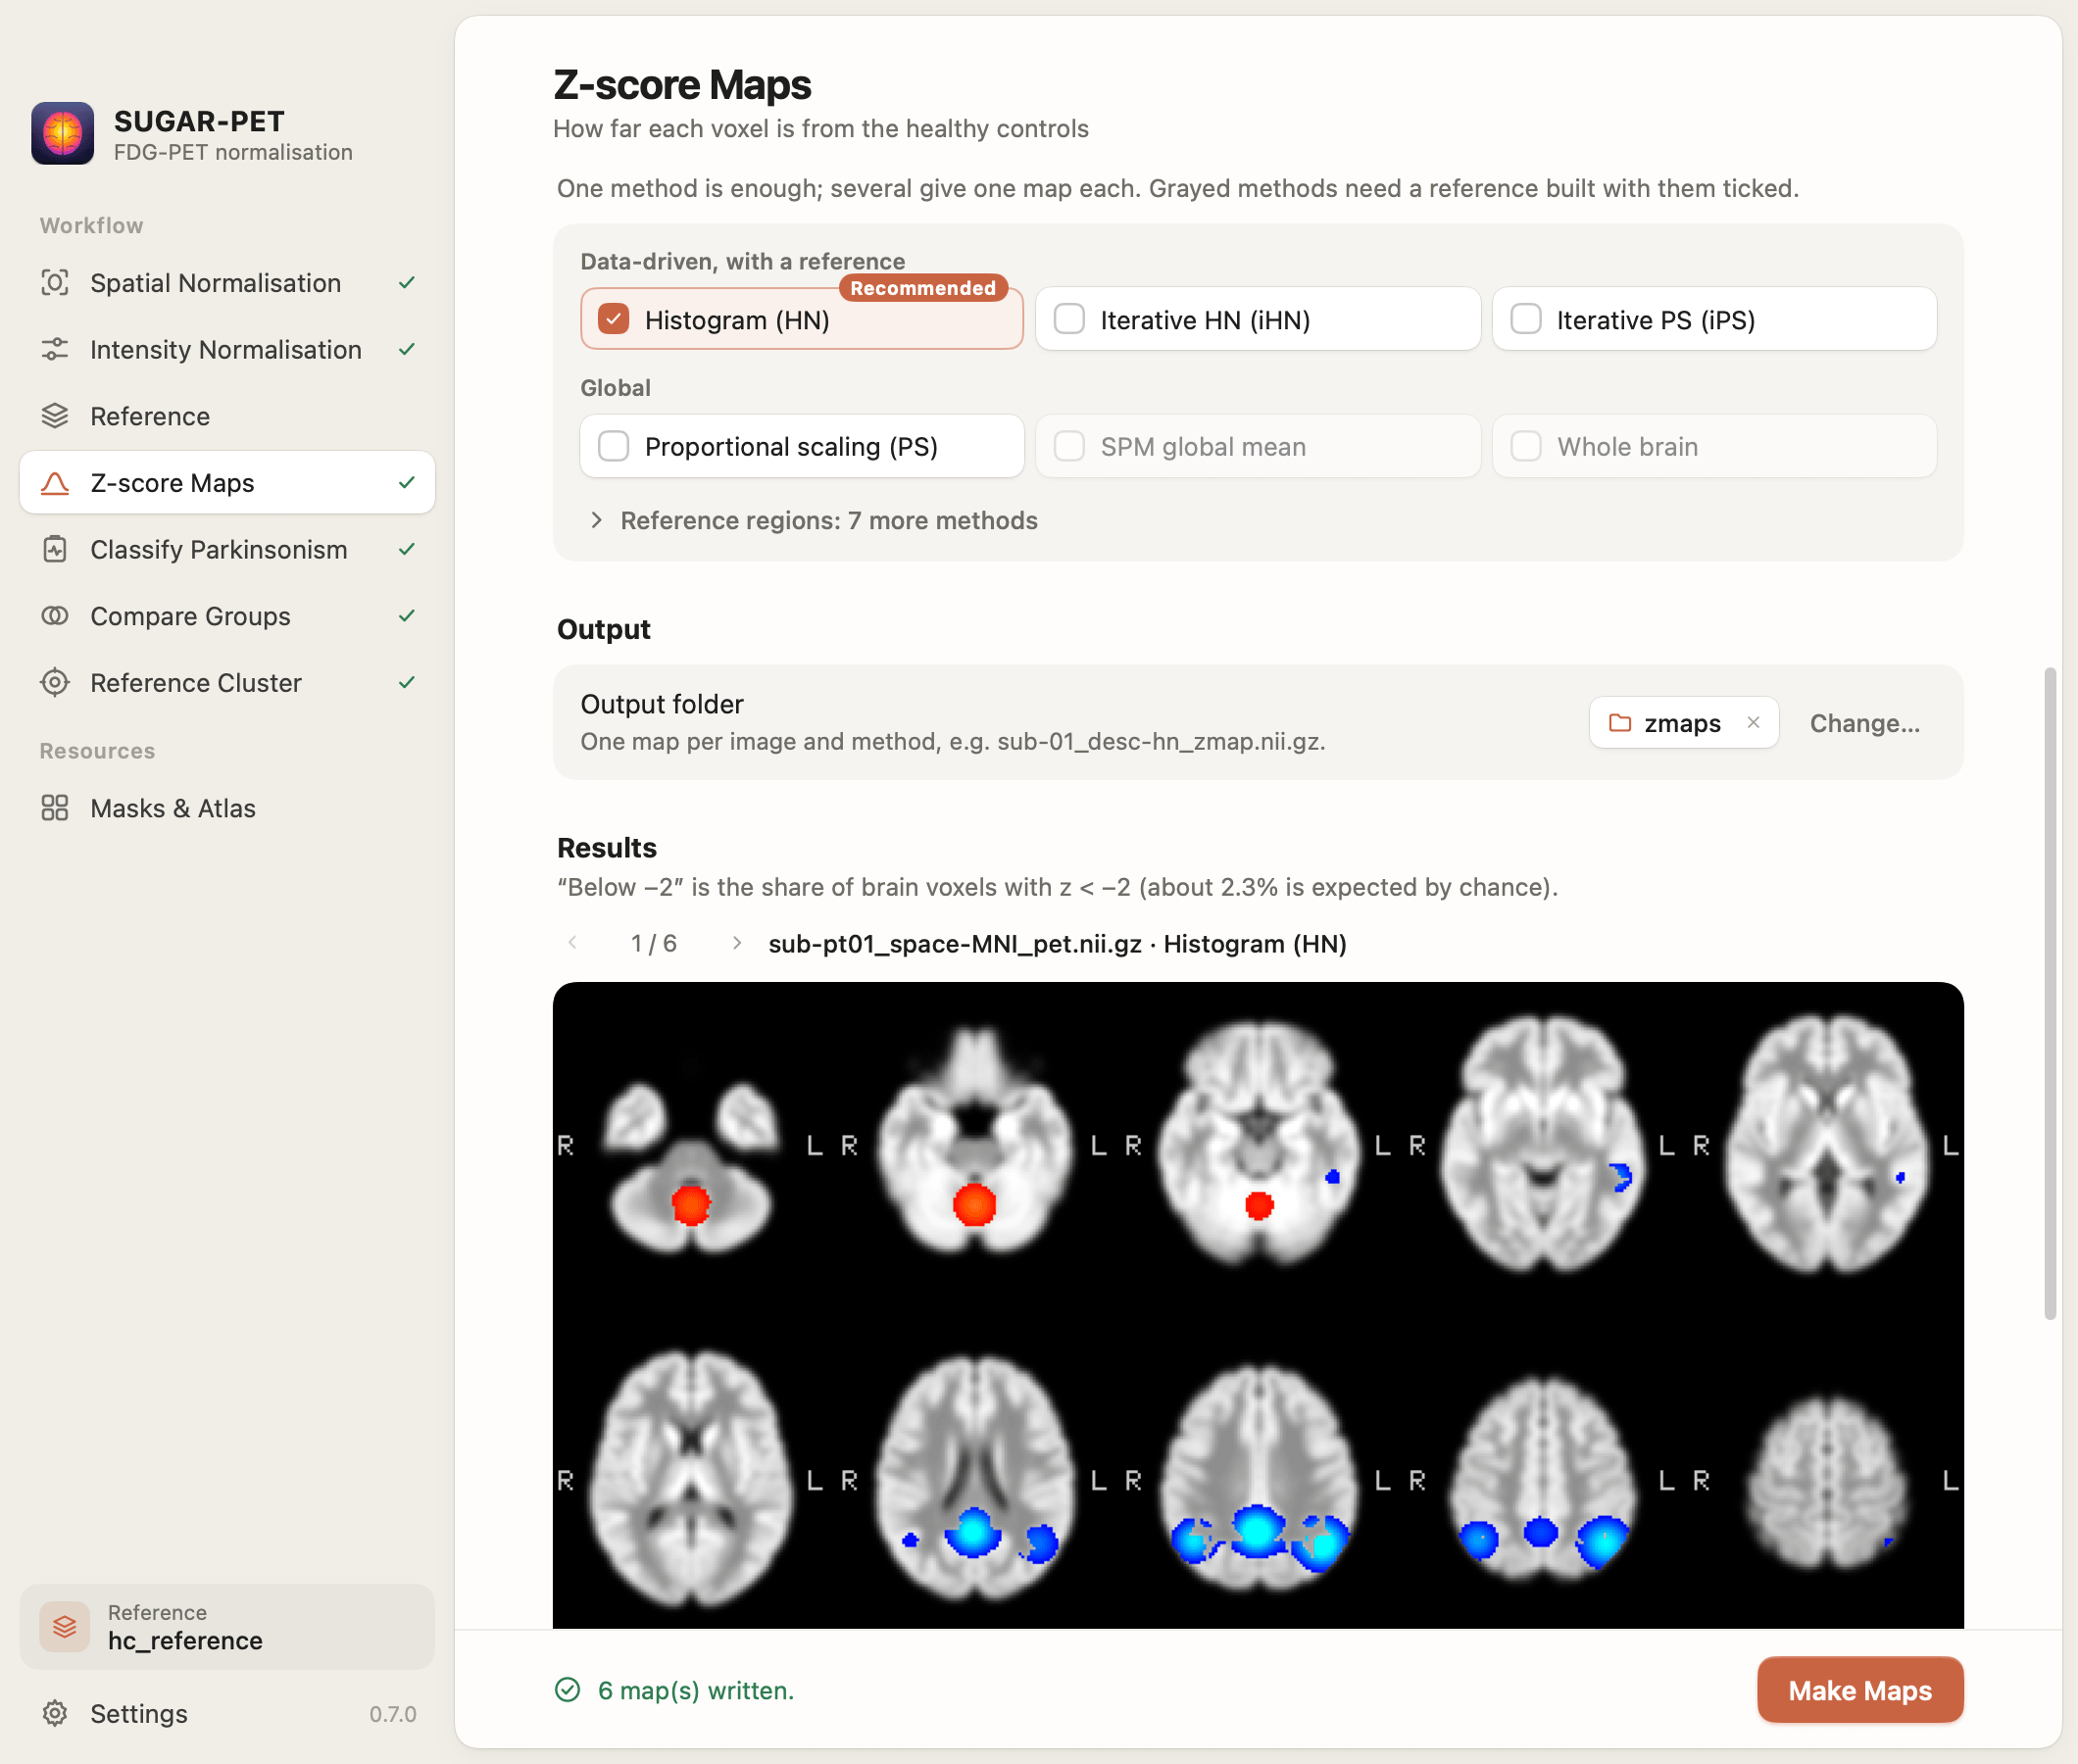 SUGAR-PET
FDG-PET normalisation
Workflow
Spatial Normalisation
Intensity Normalisation
Reference
Z-score Maps
Classify Parkinsonism
Compare Groups
Reference Cluster
Resources
Masks & Atlas
Reference
hc_reference
Settings
0.7.0
Z-score Maps
How far each voxel is from the healthy controls
One method is enough; several give one map each. Grayed methods need a reference built with them ticked.
Data-driven, with a reference
Recommended
Histogram (HN)
Iterative HN (iHN)
Iterative PS (iPS)
Global
Proportional scaling (PS)
SPM global mean
Whole brain
Reference regions: 7 more methods
Output
Output folder
One map per image and method, e.g. sub-01_desc-hn_zmap.nii.gz.
zmaps
Change...
Results
“Below −2” is the share of brain voxels with z < −2 (about 2.3% is expected by chance).
1 / 6
sub-pt01_space-MNI_pet.nii.gz · Histogram (HN)
R L R L R L R L R L
R L R L R L R L R L
6 map(s) written.
Make Maps